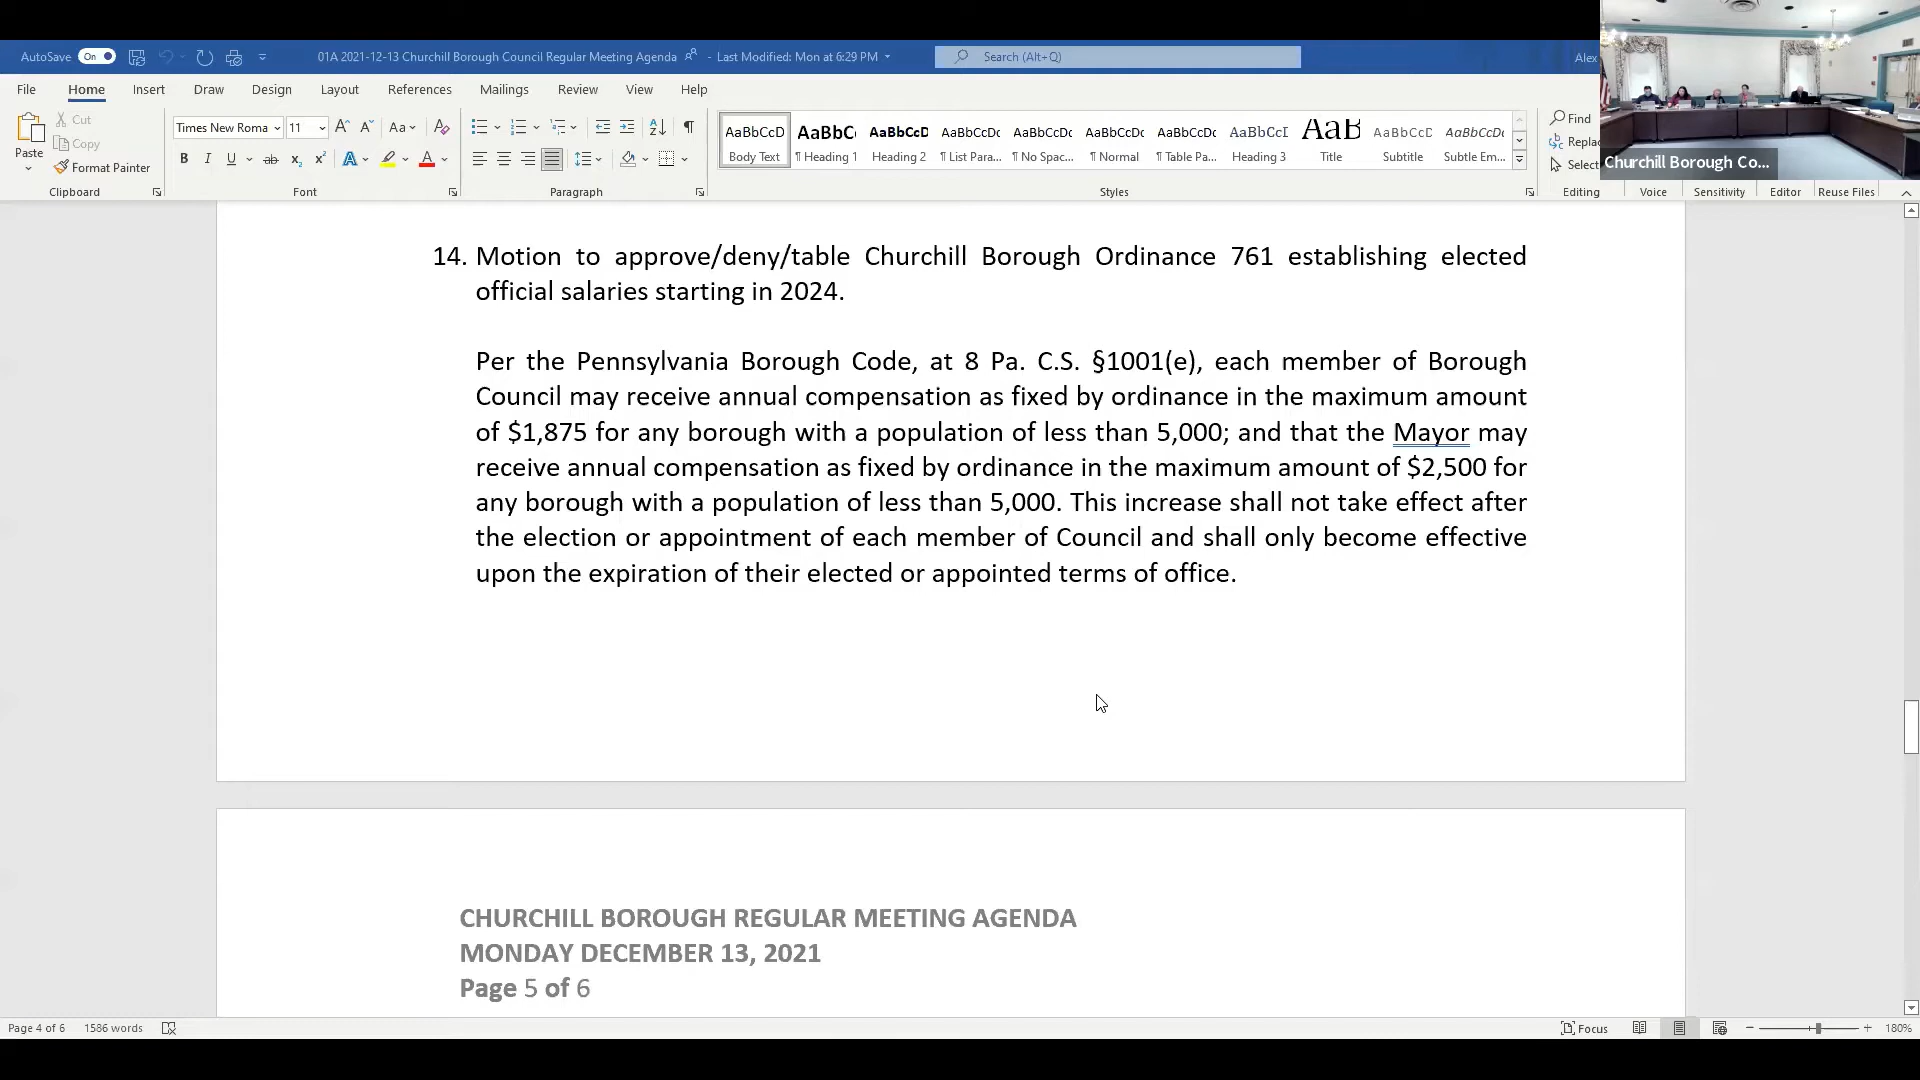 AutoSave On
01A 2021-12-13 Churchill Borough Council Regular Meeting Agenda - Last Modified: Mon at 6:29 PM
Search (Alt+Q)
Alex
File Home Insert Draw Design Layout References Mailings Review View Help
Paste
Cut
Copy
Format Painter
Clipboard
Times New Roma 11
Font
Paragraph
AaBbCcD AaBbC AaBbCcD AaBbCcDc AaBbCcDc AaBbCcDc AaBbCcDc AaBbCcI AaB AaBbCcD AaBbCcDc
Body Text ¶ Heading 1 Heading 2 ¶ List Para... ¶ No Spac... ¶ Normal ¶ Table Pa... Heading 3 Title Subtitle Subtle Em...
Styles
Find
Replac
Select
Editing Voice Sensitivity Editor Reuse Files
Churchill Borough Co...
14. Motion to approve/deny/table Churchill Borough Ordinance 761 establishing elected
official salaries starting in 2024.
Per the Pennsylvania Borough Code, at 8 Pa. C.S. §1001(e), each member of Borough
Council may receive annual compensation as fixed by ordinance in the maximum amount
of $1,875 for any borough with a population of less than 5,000; and that the Mayor may
receive annual compensation as fixed by ordinance in the maximum amount of $2,500 for
any borough with a population of less than 5,000. This increase shall not take effect after
the election or appointment of each member of Council and shall only become effective
upon the expiration of their elected or appointed terms of office.
CHURCHILL BOROUGH REGULAR MEETING AGENDA
MONDAY DECEMBER 13, 2021
Page 5 of 6
Page 4 of 6 1586 words
Focus
180%